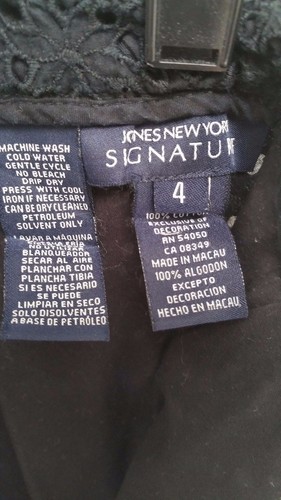 MACHINE WASH
COLD WATER
GENTLE CYCLE
NO BLEACH
DRIP DRY
PRESS WITH COOL
IRON IF NECESSARY
CAN BE DRY CLEANED
PETROLEUM
SOLVENT ONLY
LAVAR A MAQUINA
BLANQUEADOR
SECAR AL AIRE
PLANCHAR CON
PLANCHA TIBIA
SI ES NECESARIO
SE PUEDE
LIMPIAR EN SECO
SOLO DISOLVENTES
A BASE DE PETRÓLEO
JONES NEW YOR
SIGNATU
4
100% COTTON
EXCLUSIVE OF
DECORATION
RN 54050
CA 08349
MADE IN MACAU
100% ALGODON
EXCEPTO
DECORACION
HECHO EN MACAU